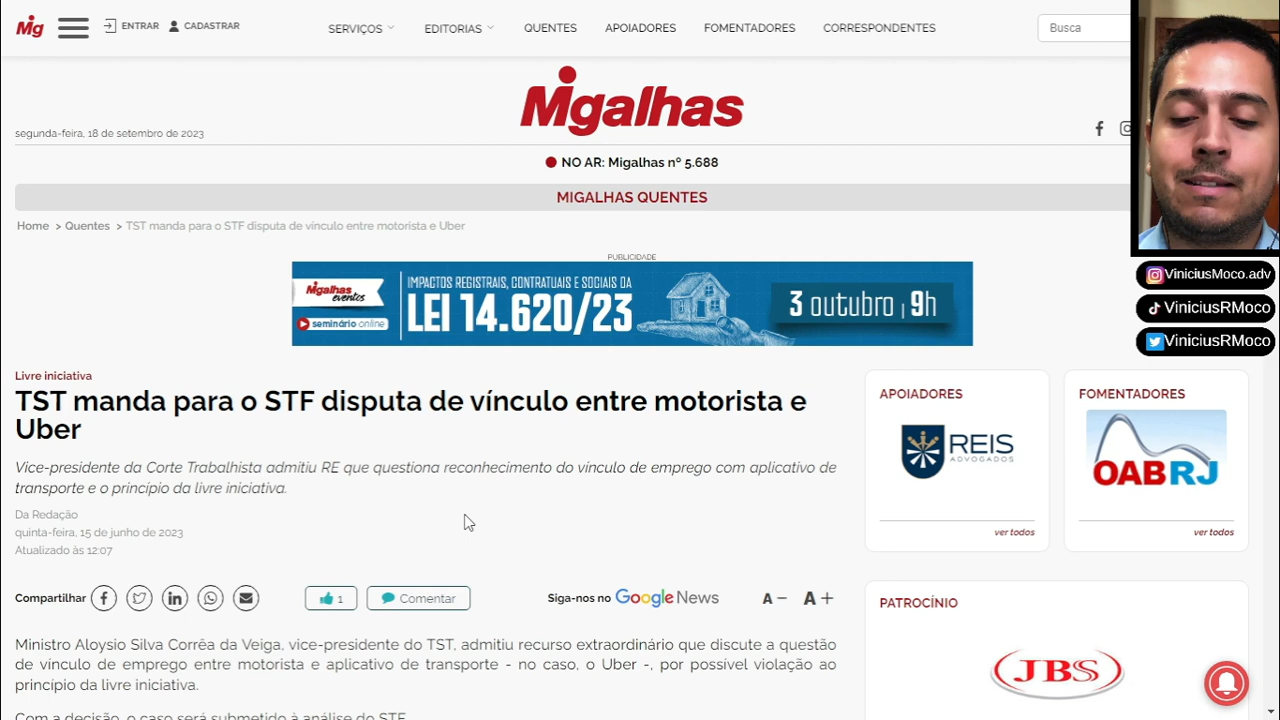 Mg
ENTRAR
CADASTRAR
SERVIÇOS
EDITORIAS
QUENTES
APOIADORES
FOMENTADORES
CORRESPONDENTES
Busca
Migalhas
segunda-feira, 18 de setembro de 2023
NO AR: Migalhas nº 5.688
MIGALHAS QUENTES
Home > Quentes > TST manda para o STF disputa de vínculo entre motorista e Uber
PUBLICIDADE
Migalhas eventos
seminário online
IMPACTOS REGISTRAIS, CONTRATUAIS E SOCIAIS DA
LEI 14.620/23
3 outubro | 9h
ViniciusMoco.adv
ViniciusRMoco
ViniciusRMoco
Livre iniciativa
TST manda para o STF disputa de vínculo entre motorista e
Uber
Vice-presidente da Corte Trabalhista admitiu RE que questiona reconhecimento do vínculo de emprego com aplicativo de
transporte e o princípio da livre iniciativa.
Da Redação
quinta-feira, 15 de junho de 2023
Atualizado às 12:07
Compartilhar
1
Comentar
Siga-nos no Google News
A − A +
Ministro Aloysio Silva Corrêa da Veiga, vice-presidente do TST, admitiu recurso extraordinário que discute a questão
de vínculo de emprego entre motorista e aplicativo de transporte - no caso, o Uber -, por possível violação ao
princípio da livre iniciativa.
Com a decisão, o caso será submetido à análise do STF.
APOIADORES
REIS
ADVOGADOS
ver todos
FOMENTADORES
OABRJ
ver todos
PATROCÍNIO
JBS